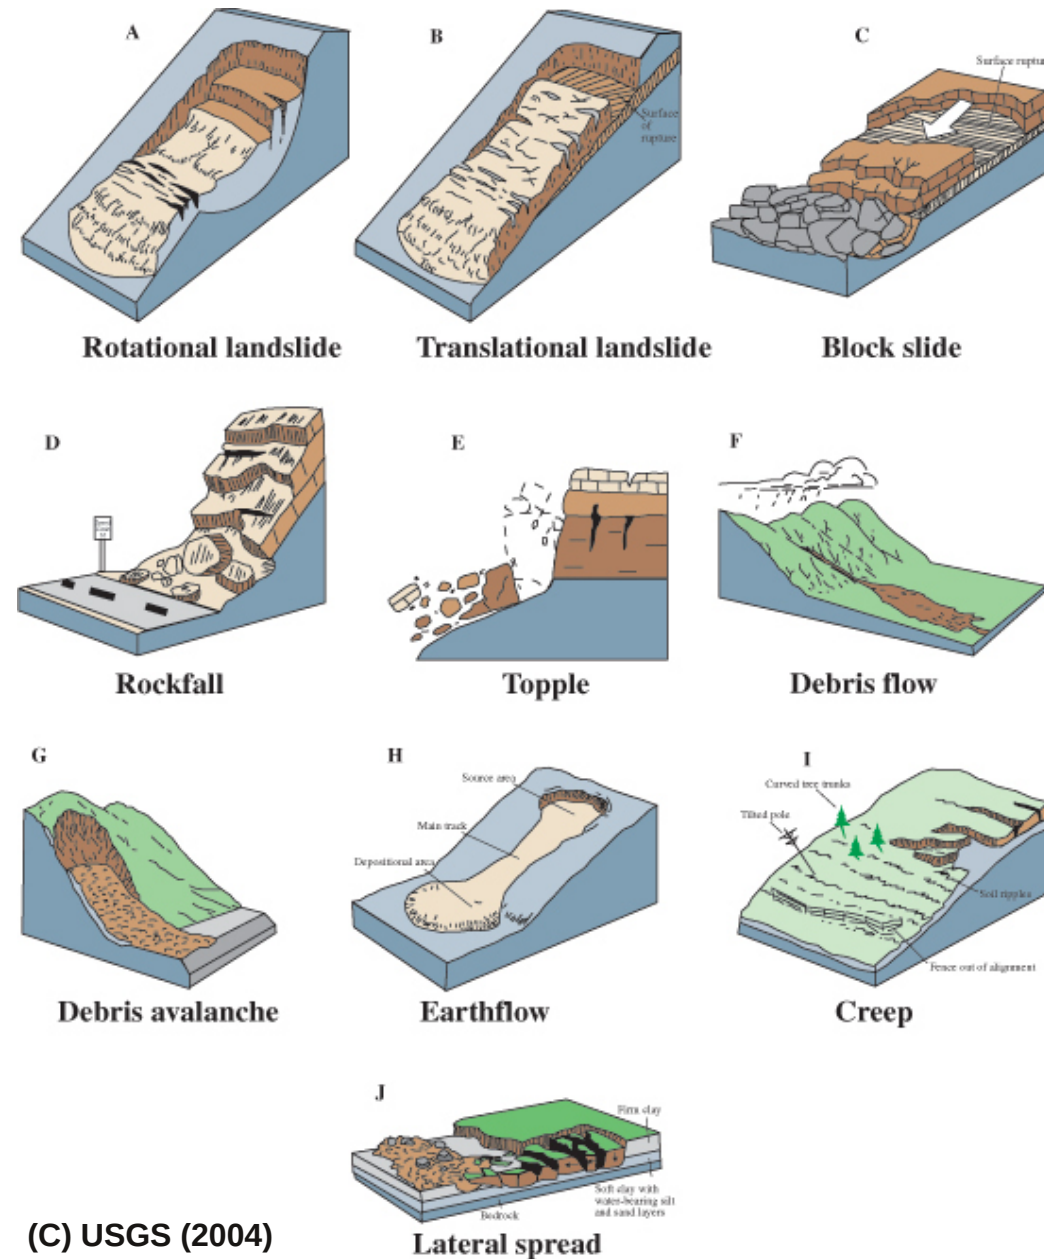 A
B
C
Surface
of
rupture
Surface ruptur
Rotational landslide
Translational landslide
Block slide
D
E
F
Rockfall
Topple
Debris flow
G
H
I
Source area
Main track
Depositional area
Curved tree trunks
Tilted pole
Soil ripples
Fence out of alignment
Debris avalanche
Earthflow
Creep
J
Firm clay
Soft clay with
water-bearing silt
and sand layers
Bedrock
(C) USGS (2004)
Lateral spread